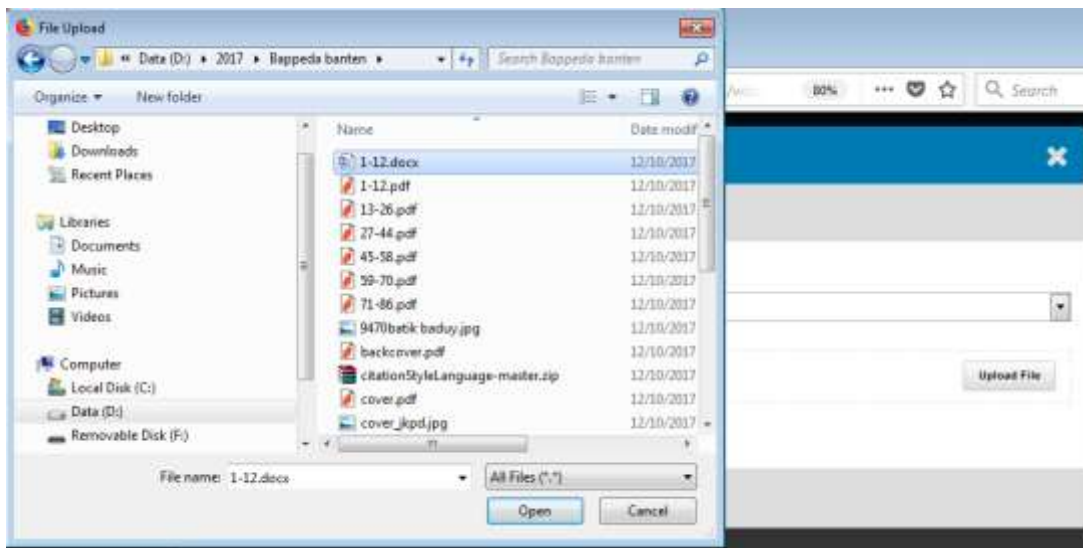 File Upload
« Data (D:) ▸ 2017 ▸ Bappeda banten ▸
Search Bappeda banten
80%
Search
Organize
New folder
Desktop
Downloads
Recent Places
Libraries
Documents
Music
Pictures
Videos
Computer
Local Disk (C:)
Data (D:)
Removable Disk (F:)
Name
Date modif
1-12.docx
12/10/2017
1-12.pdf
12/10/2017
13-26.pdf
12/10/2017
27-44.pdf
12/10/2017
45-58.pdf
12/10/2017
59-70.pdf
12/10/2017
71-86.pdf
12/10/2017
9470batik baduy.jpg
12/10/2017
backcover.pdf
12/10/2017
citationStyleLanguage-master.zip
12/10/2017
cover.pdf
12/10/2017
cover_jkpd.jpg
12/10/2017
Upload File
File name: 1-12.docx
All Files (*.*)
Open
Cancel